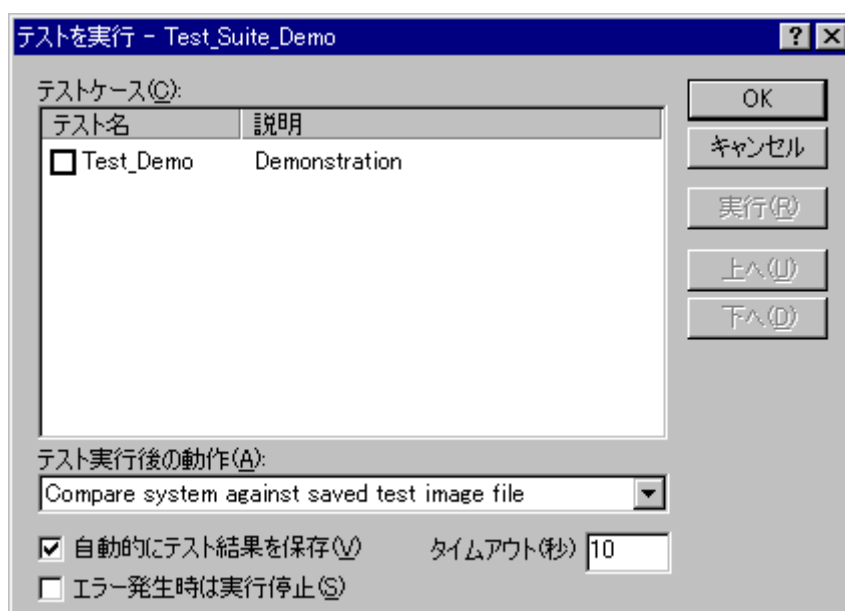 テストを実行 - Test_Suite_Demo
テストケース(C):
テスト名 説明
Test_Demo Demonstration
OK
キャンセル
実行(R)
上へ(U)
下へ(D)
テスト実行後の動作(A):
Compare system against saved test image file
自動的にテスト結果を保存(V) タイムアウト(秒) 10
エラー発生時は実行停止(S)